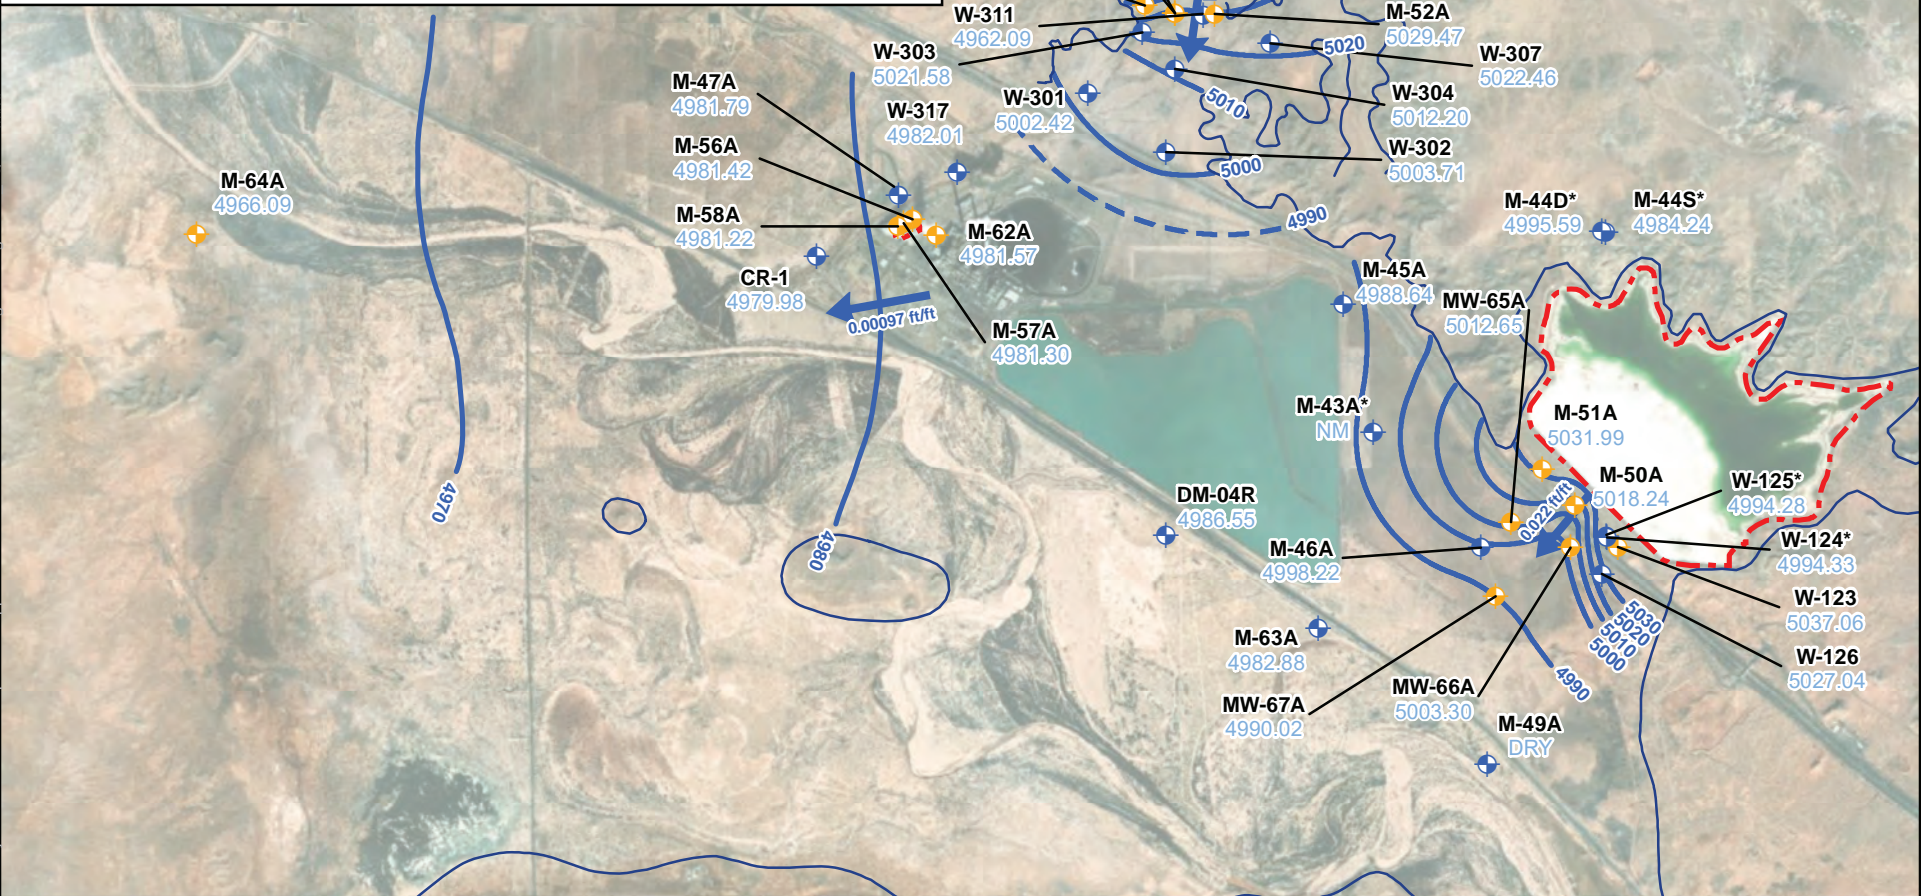 W-311
4962.09
M-52A
5029.47
W-303
5021.58
5020
W-307
5022.46
M-47A
4981.79
W-317
4982.01
W-301
5002.42
5010
W-304
5012.20
M-56A
4981.42
W-302
5003.71
5000
M-64A
4966.09
M-58A
4981.22
M-62A
4981.57
4990
M-44D*
4995.59
M-44S*
4984.24
CR-1
4979.98
0.00097 ft/ft
M-57A
4981.30
M-45A
4988.64
MW-65A
5012.65
M-43A*
NM
M-51A
5031.99
4970
4980
DM-04R
4986.55
M-50A
5018.24
0.022 ft/ft
W-125*
4994.28
M-46A
4998.22
W-124*
4994.33
W-123
5037.06
5030
5020
5010
5000
M-63A
4982.88
W-126
5027.04
4990
MW-67A
4990.02
MW-66A
5003.30
M-49A
DRY